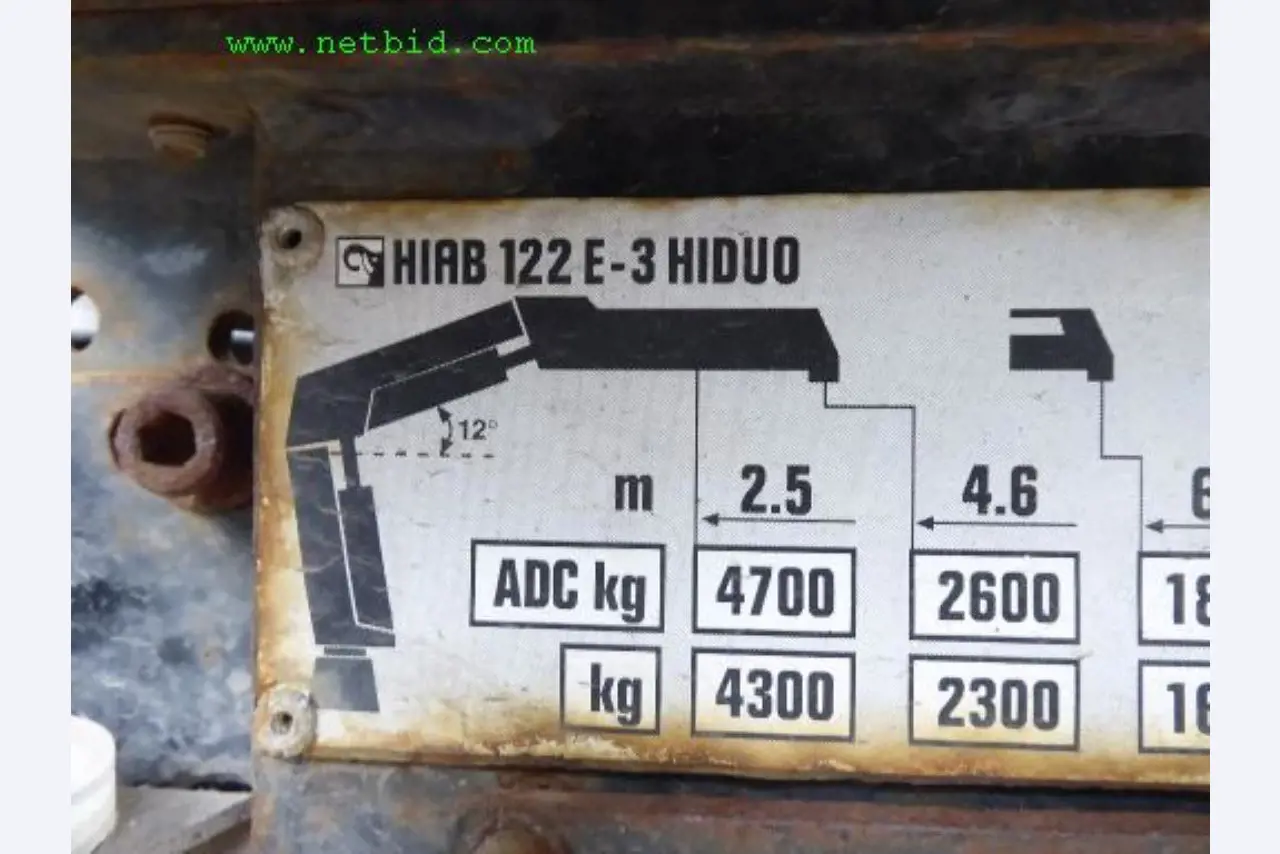 www.netbid.com
HIAB 122 E-3 HIDUO
12°
m 2.5 4.6
ADC kg 4700 2600
kg 4300 2300